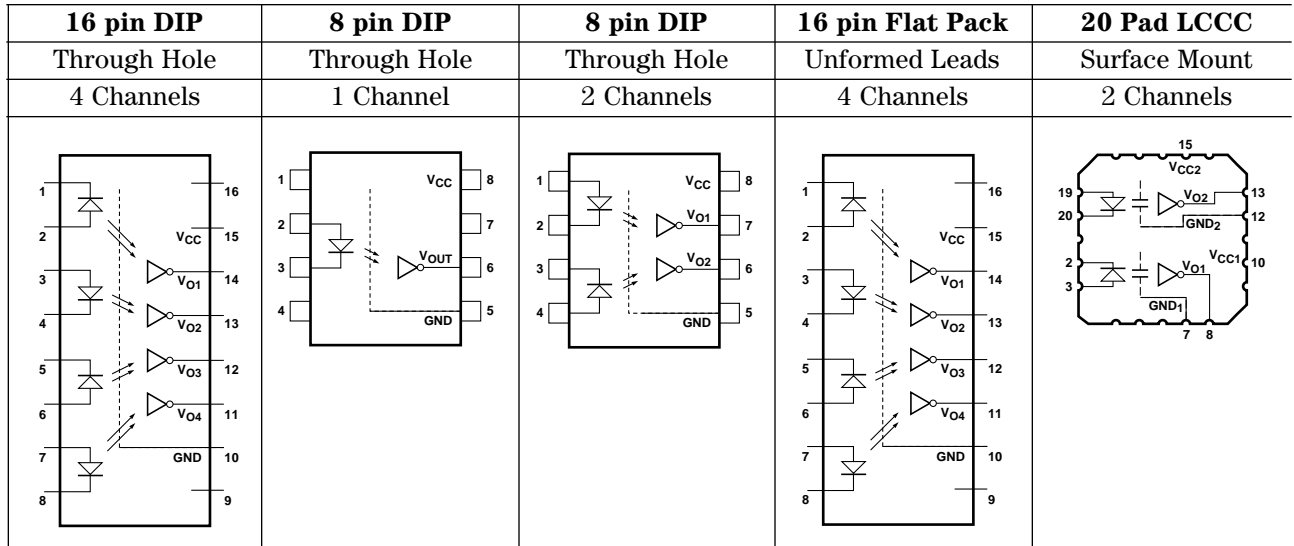 16 pin DIP 8 pin DIP 8 pin DIP 16 pin Flat Pack 20 Pad LCCC
Through Hole Through Hole Through Hole Unformed Leads Surface Mount
4 Channels 1 Channel 2 Channels 4 Channels 2 Channels
1 16
2 VCC 15
3 VO1 14
4 VO2 13
5 VO3 12
6 VO4 11
7 GND 10
8 9
1 VCC 8
2 7
3 VOUT 6
4 GND 5
1 VCC 8
2 VO1 7
3 VO2 6
4 GND 5
1 16
2 VCC 15
3 VO1 14
4 VO2 13
5 VO3 12
6 VO4 11
7 GND 10
8 9
15
VCC2
19 VO2 13
20 GND2 12
2 VO1 VCC1 10
3 GND1
7 8